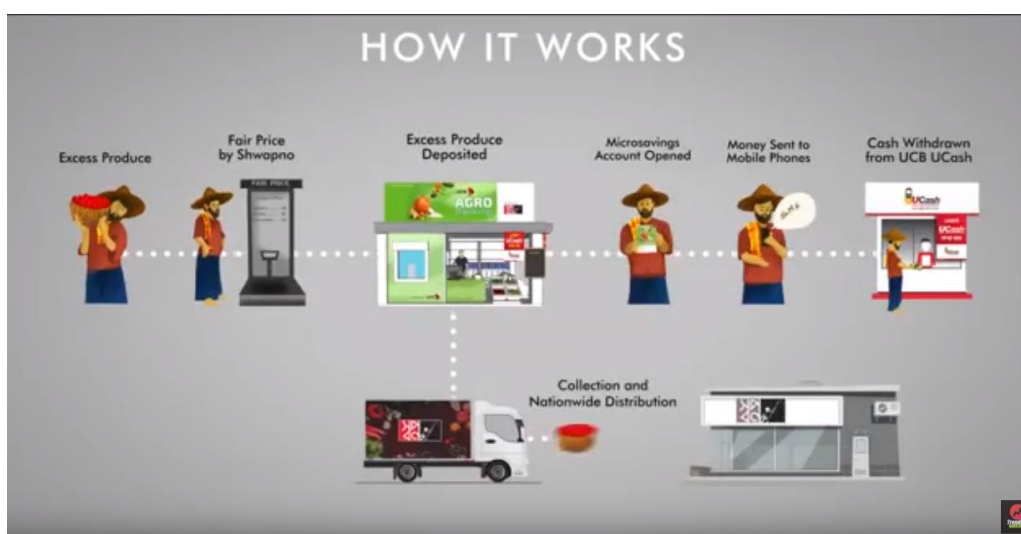 HOW IT WORKS
Excess Produce
Fair Price
by Shwapno
Excess Produce
Deposited
Microsavings
Account Opened
Money Sent to
Mobile Phones
Cash Withdrawn
from UCB UCash
FAIR PRICE
AGRO
UCash
UCash
UCash
Collection and
Nationwide Distribution